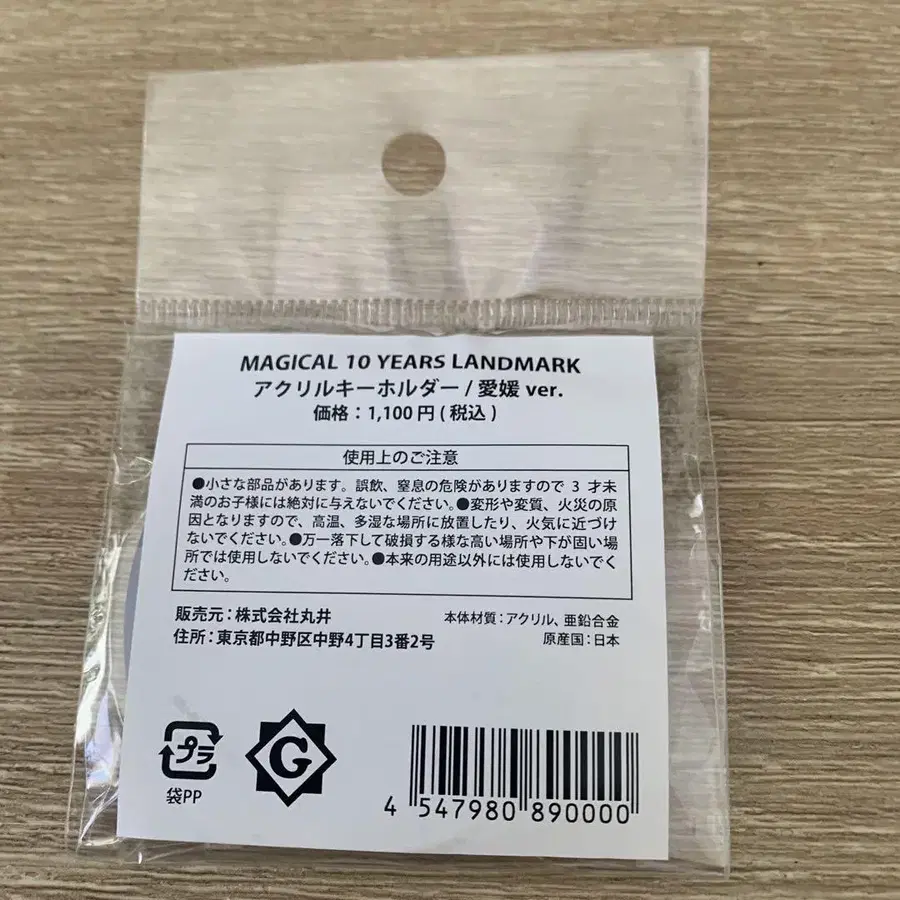 MAGICAL 10 YEARS LANDMARK
アクリルキーホルダー / 愛媛 ver.
価格：1,100 円 ( 税込 )
使用上のご注意
●小さな部品があります。誤飲、窒息の危険がありますので 3 才未
満のお子様には絶対に与えないでください。●変形や変質、火災の原
因となりますので、高温、多湿な場所に放置したり、火気に近づけ
ないでください。●万一落下して破損する様な高い場所や下が固い場
所では使用しないでください。●本来の用途以外には使用しないでく
ださい。
販売元：株式会社丸井
住所：東京都中野区中野4丁目3番2号
本体材質：アクリル、亜鉛合金
原産国：日本
プラ
袋PP
G
4 547980 890000